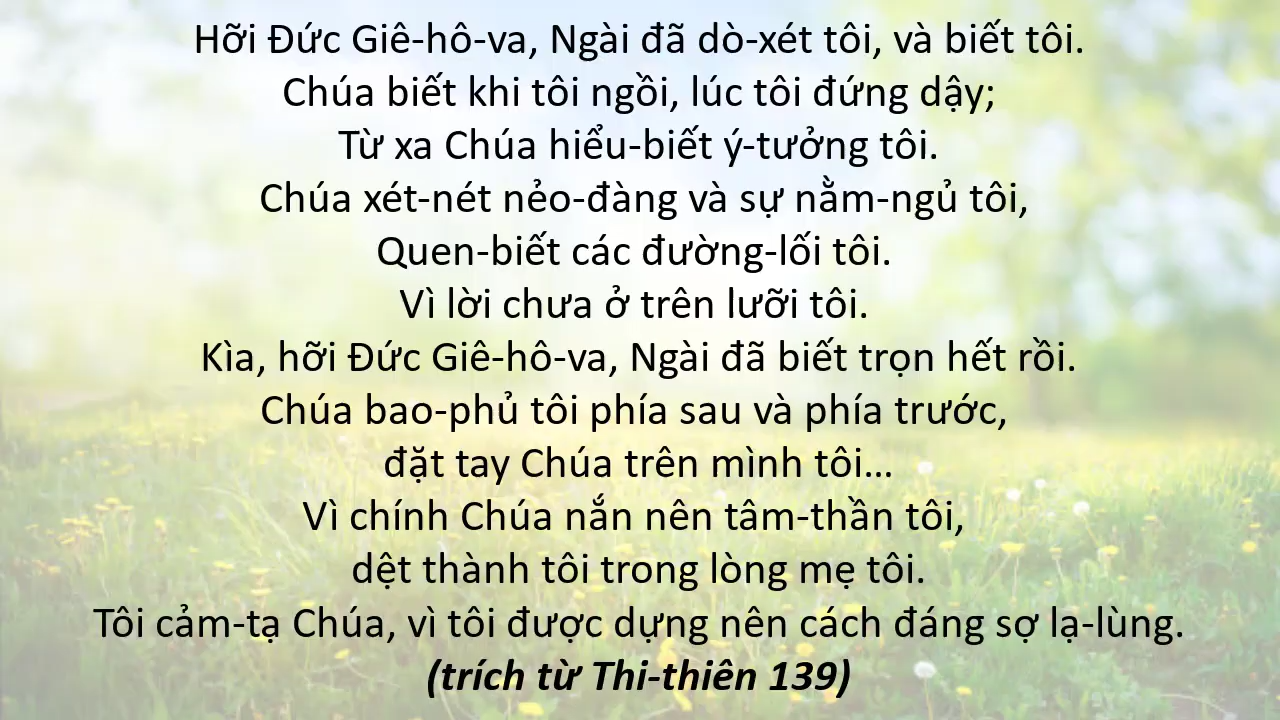 Hỡi Đức Giê-hô-va, Ngài đã dò-xét tôi, và biết tôi.
Chúa biết khi tôi ngồi, lúc tôi đứng dậy;
Từ xa Chúa hiểu-biết ý-tưởng tôi.
Chúa xét-nét nẻo-đàng và sự nằm-ngủ tôi,
Quen-biết các đường-lối tôi.
Vì lời chưa ở trên lưỡi tôi.
Kìa, hỡi Đức Giê-hô-va, Ngài đã biết trọn hết rồi.
Chúa bao-phủ tôi phía sau và phía trước,
đặt tay Chúa trên mình tôi…
Vì chính Chúa nắn nên tâm-thần tôi,
dệt thành tôi trong lòng mẹ tôi.
Tôi cảm-tạ Chúa, vì tôi được dựng nên cách đáng sợ lạ-lùng.
(trích từ Thi-thiên 139)